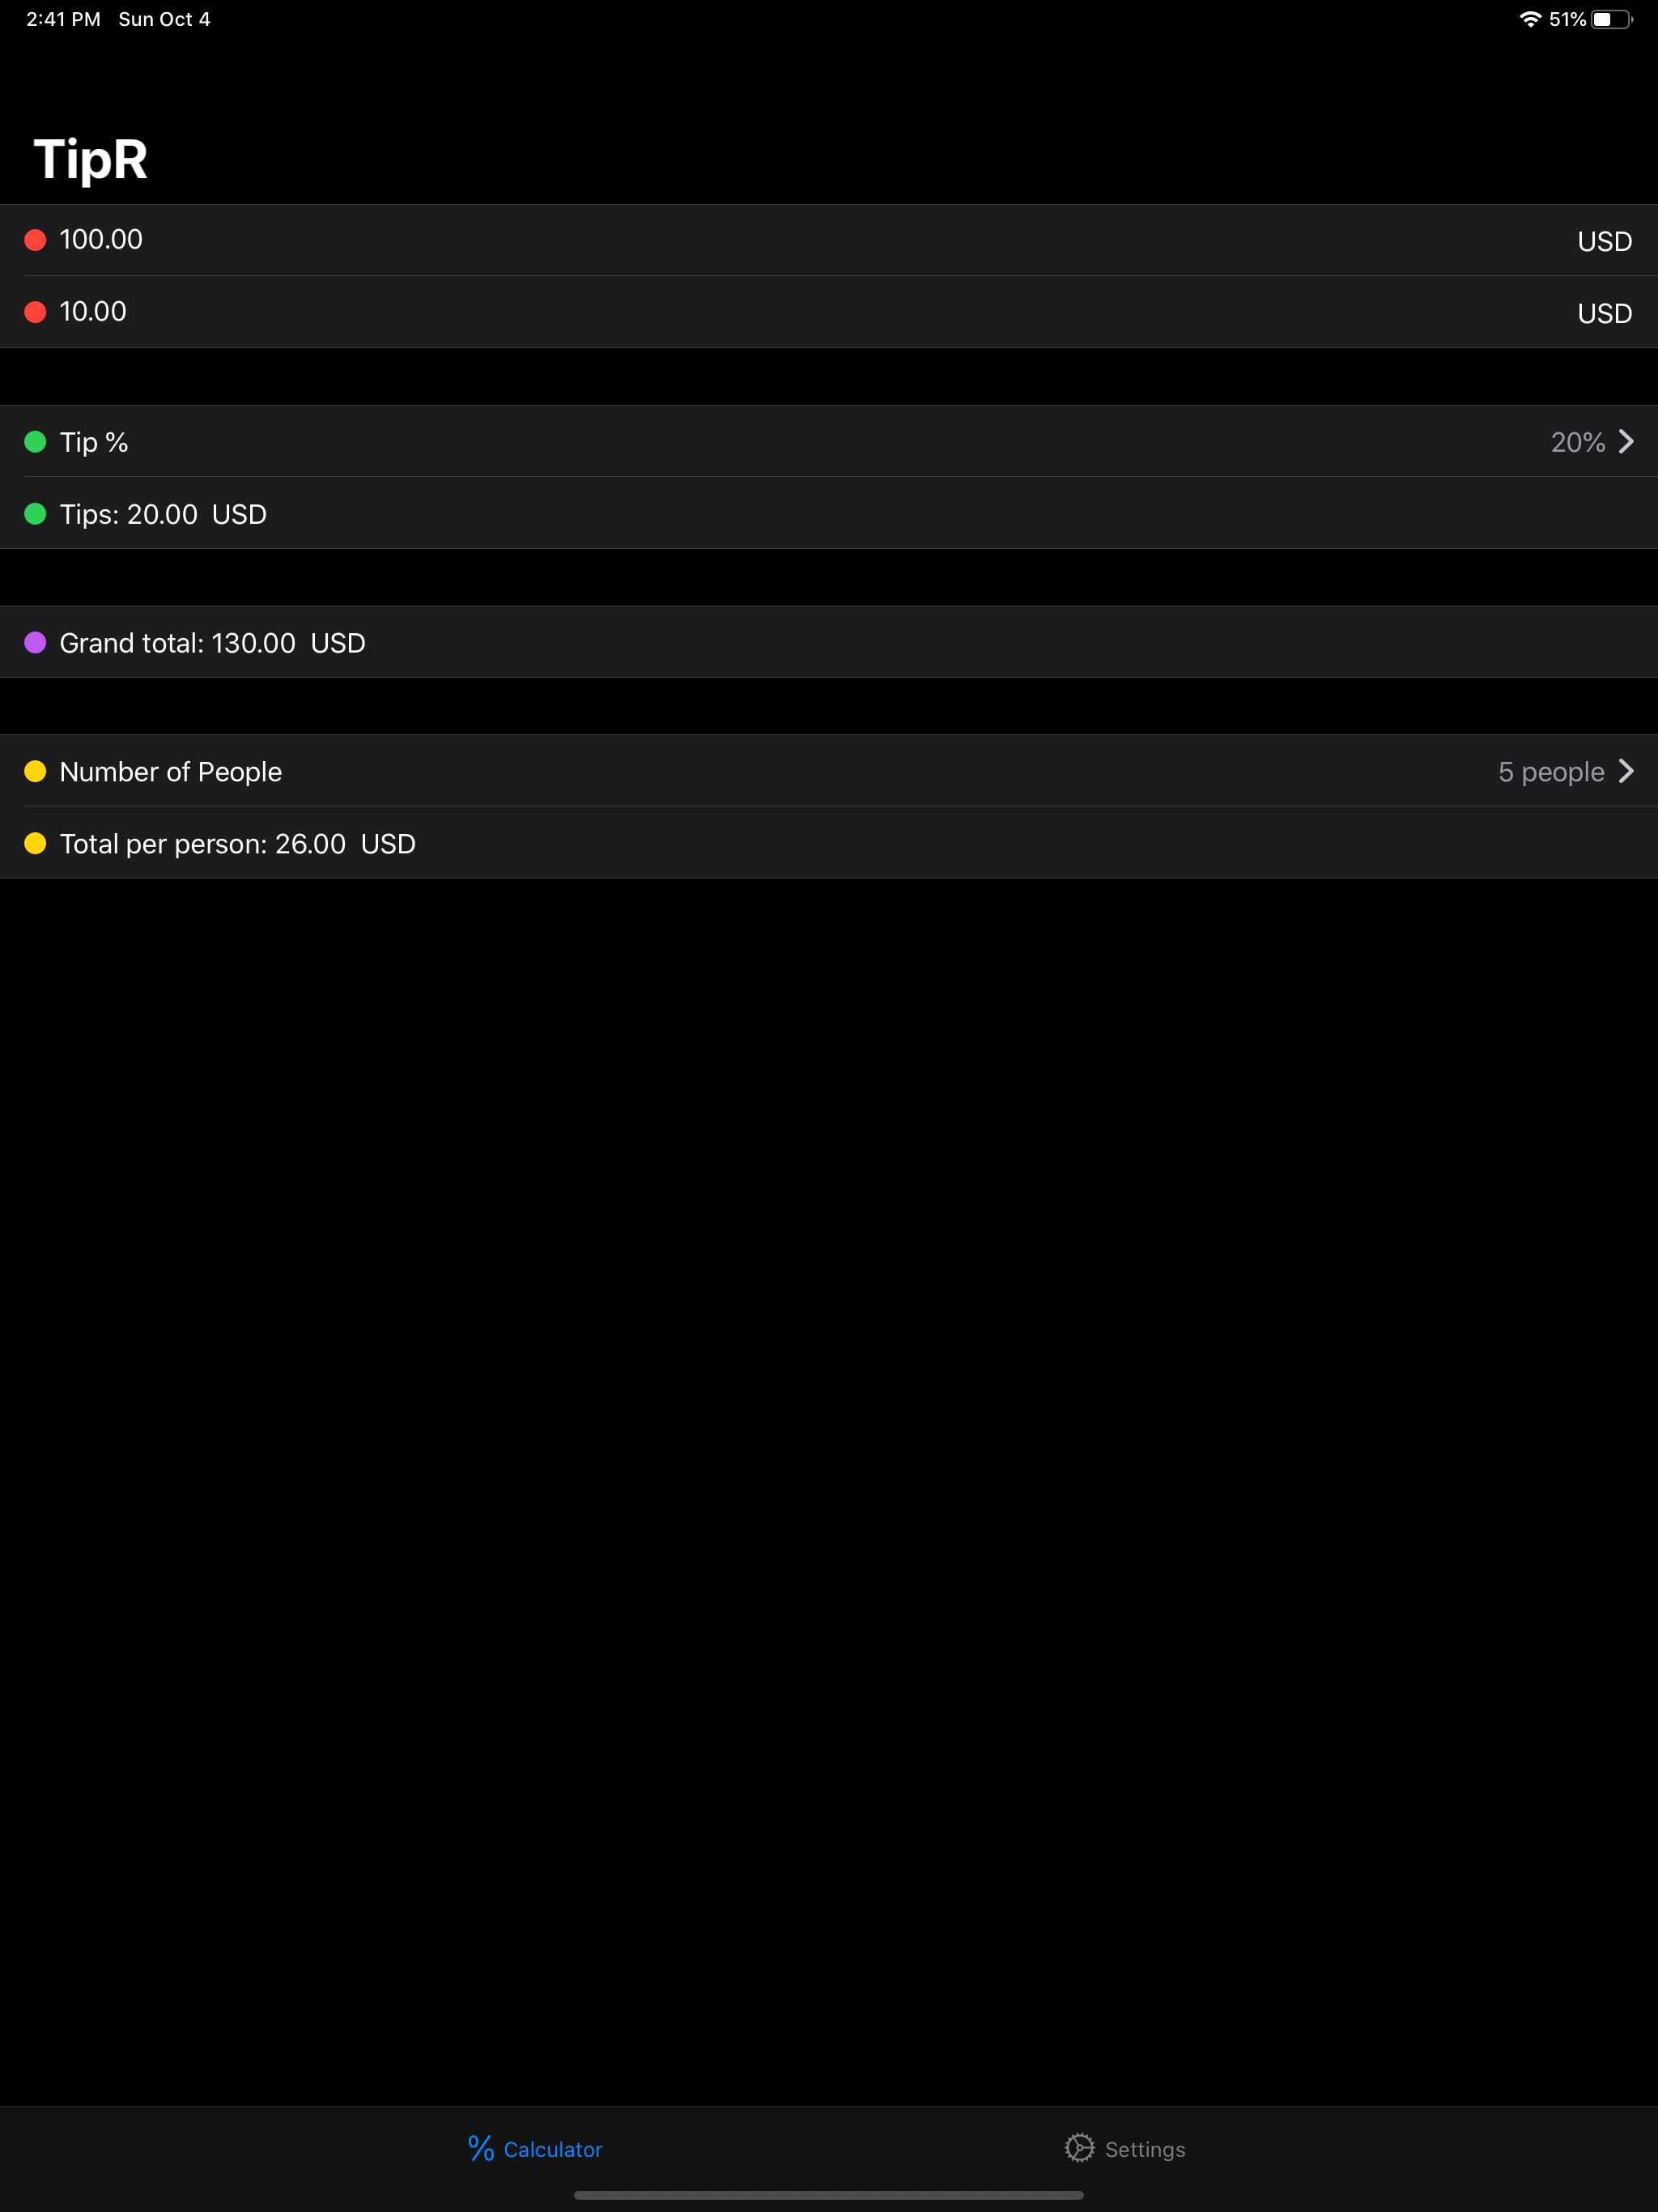 2:41 PM Sun Oct 4 51%
TipR
100.00 USD
10.00 USD
Tip % 20%
Tips: 20.00 USD
Grand total: 130.00 USD
Number of People 5 people
Total per person: 26.00 USD
% Calculator Settings